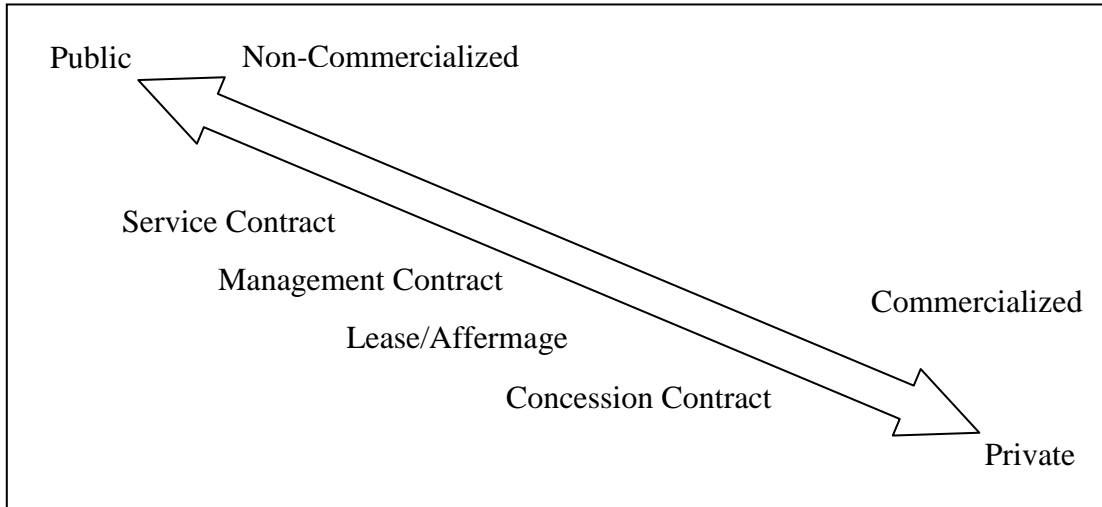 Public
Non-Commercialized
Service Contract
Management Contract
Commercialized
Lease/Affermage
Concession Contract
Private